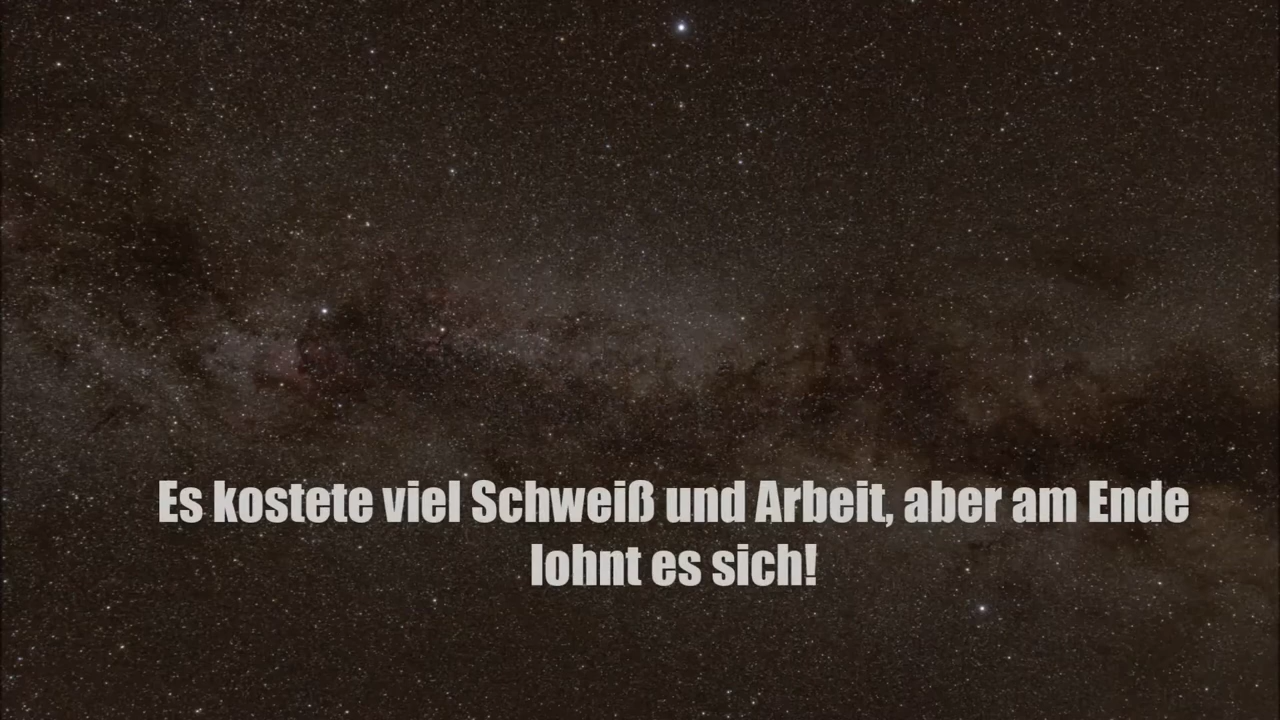 Es kostete viel Schweiß und Arbeit, aber am Ende
lohnt es sich!